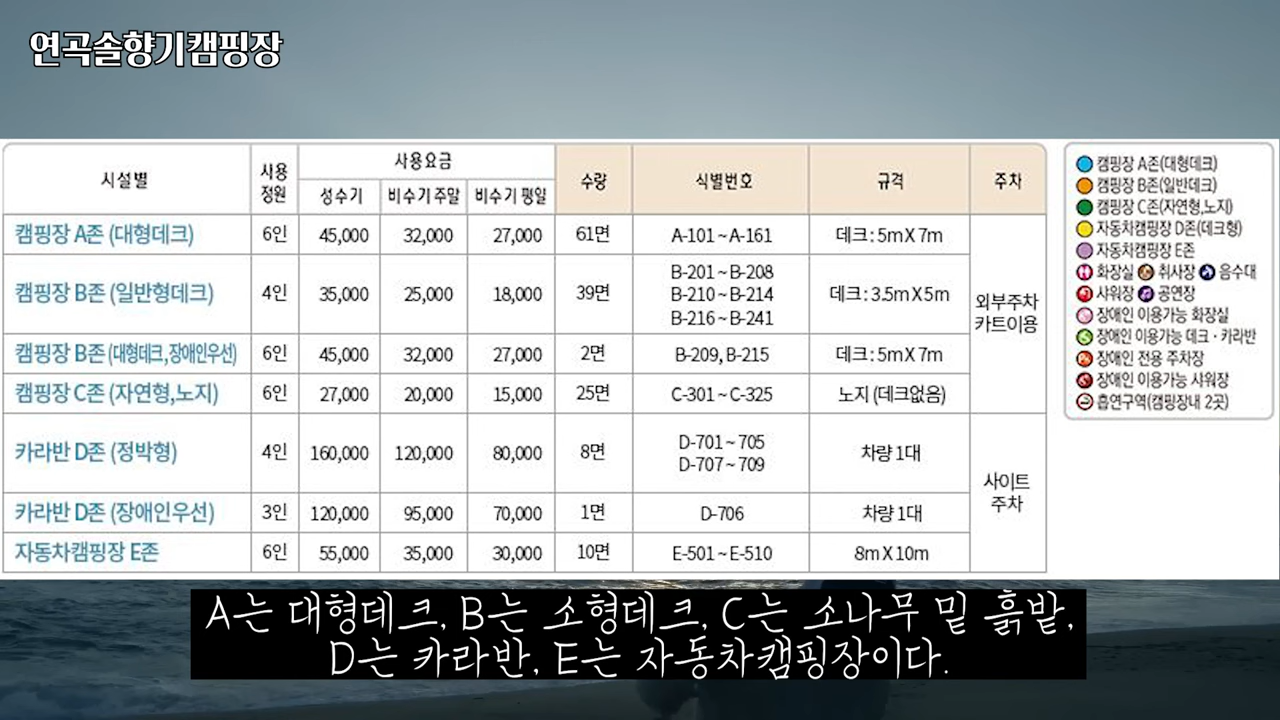 연곡솔향기캠핑장
시설별 사용정원 사용요금 수량 식별번호 규격 주차
성수기 비수기 주말 비수기 평일
캠핑장 A존 (대형데크) 6인 45,000 32,000 27,000 61면 A-101 ~ A-161 데크 : 5m X 7m
캠핑장 B존 (일반형데크) 4인 35,000 25,000 18,000 39면 B-201 ~ B-208 데크 : 3.5m X 5m
B-210 ~ B-214
B-216 ~ B-241
외부주차
카트이용
캠핑장 B존 (대형데크, 장애인우선) 6인 45,000 32,000 27,000 2면 B-209, B-215 데크 : 5m X 7m
캠핑장 C존 (자연형,노지) 6인 27,000 20,000 15,000 25면 C-301 ~ C-325 노지 (데크없음)
카라반 D존 (정박형) 4인 160,000 120,000 80,000 8면 D-701 ~ 705 차량 1대
D-707 ~ 709
사이트
주차
카라반 D존 (장애인우선) 3인 120,000 95,000 70,000 1면 D-706 차량 1대
자동차캠핑장 E존 6인 55,000 35,000 30,000 10면 E-501 ~ E-510 8m X 10m
캠핑장 A존(대형데크)
캠핑장 B존(일반데크)
캠핑장 C존(자연형,노지)
자동차캠핑장 D존(데크형)
자동차캠핑장 E존
화장실 취사장 음수대
샤워장 공연장
장애인 이용가능 화장실
장애인 이용가능 데크 · 카라반
장애인 전용 주차장
장애인 이용가능 샤워장
흡연구역(캠핑장내 2곳)
A는 대형데크, B는 소형데크, C는 소나무 밑 흙밭,
D는 카라반, E는 자동차캠핑장이다.